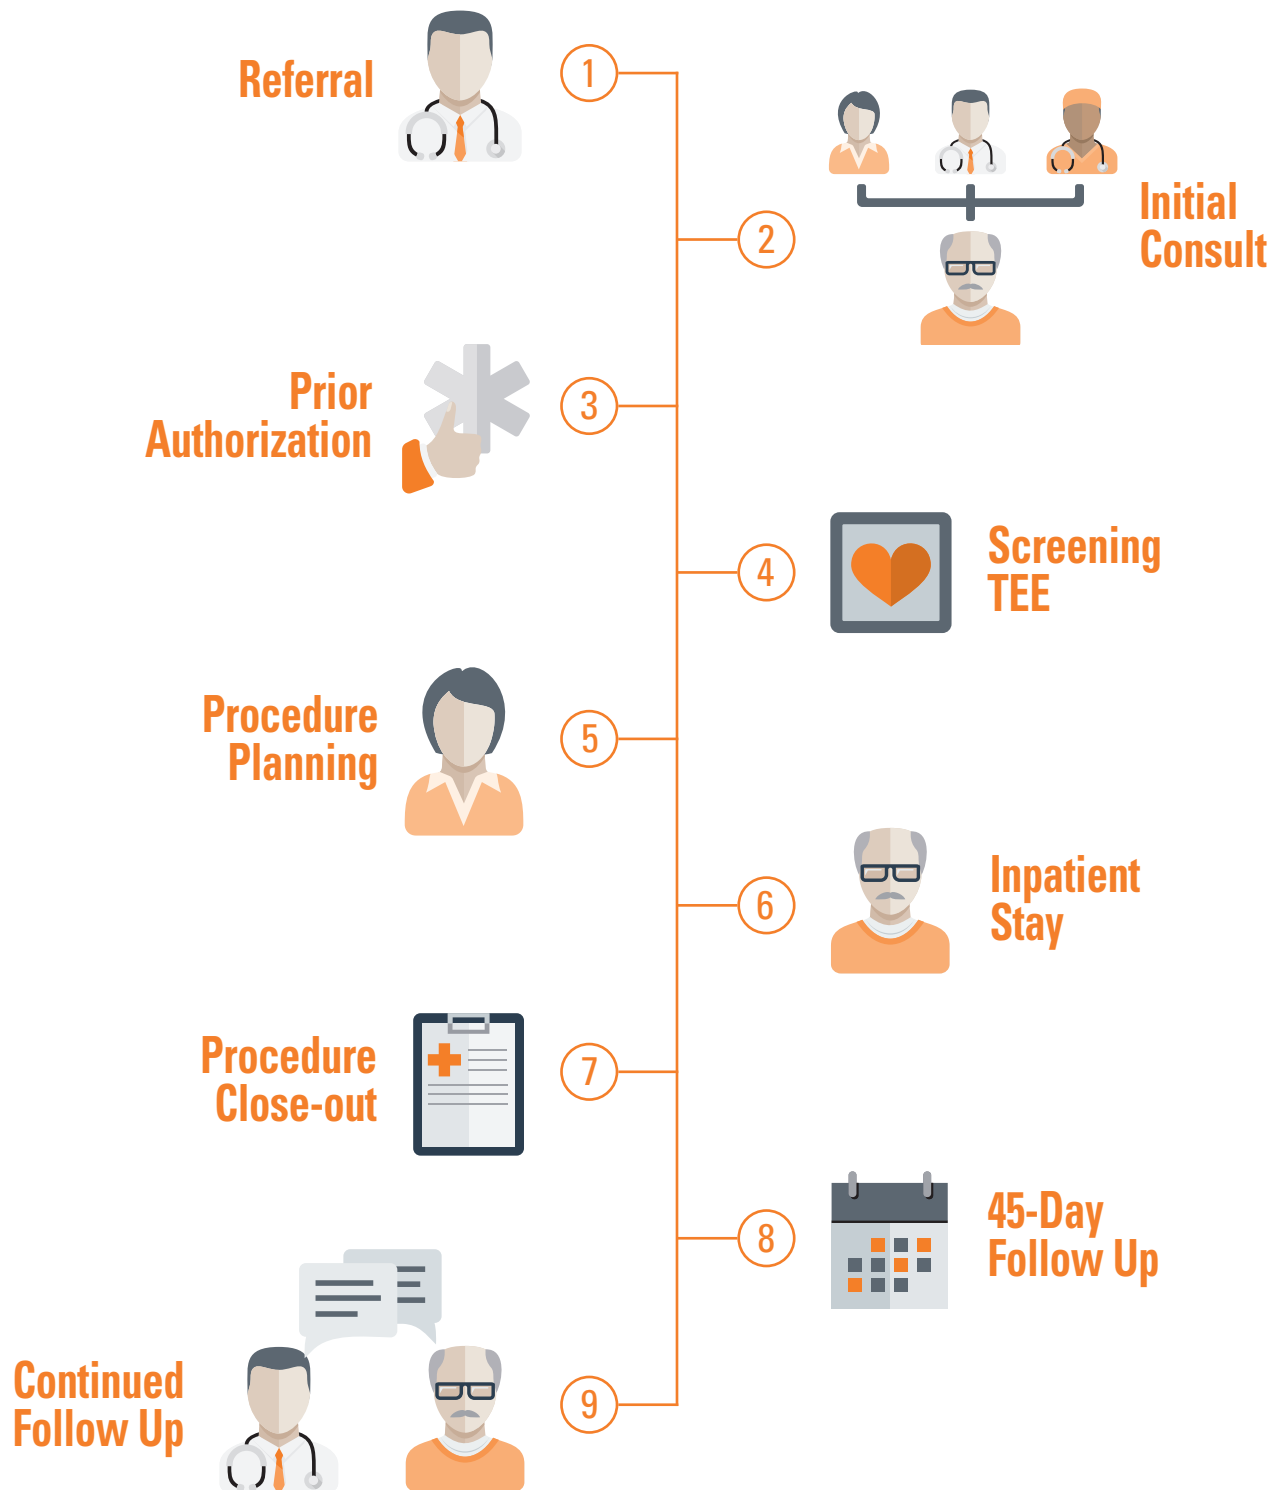 Referral
1
2
Initial
Consult
Prior
Authorization
3
4
Screening
TEE
Procedure
Planning
5
6
Inpatient
Stay
Procedure
Close-out
7
8
45-Day
Follow Up
Continued
Follow Up
9